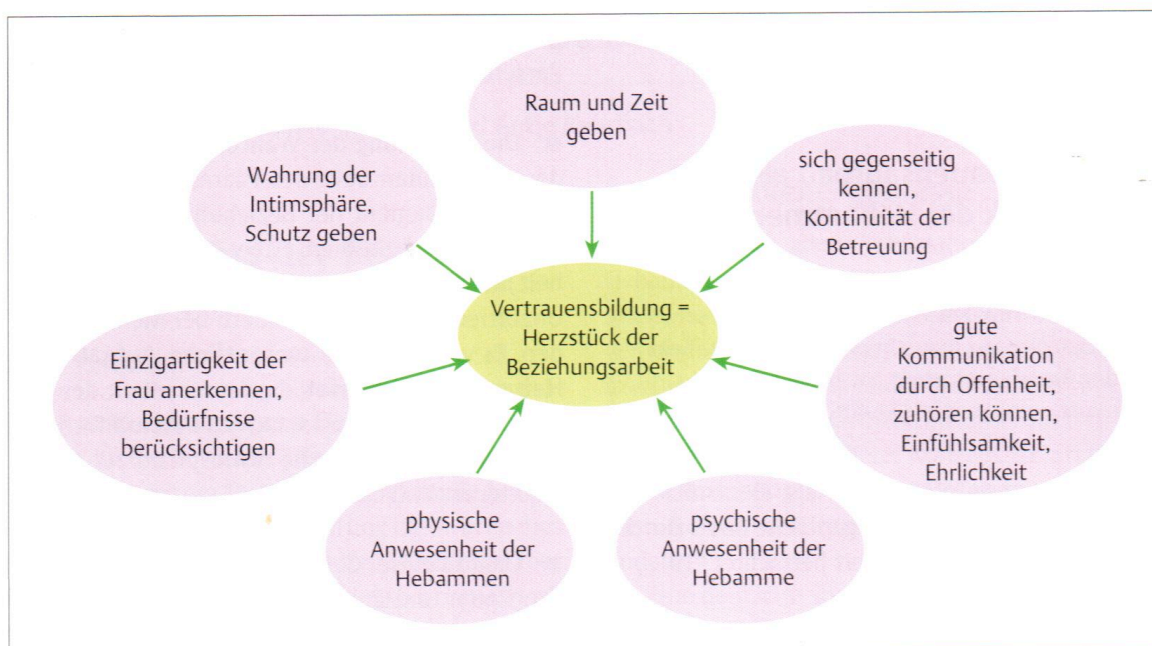 Raum und Zeit
geben
Wahrung der
Intimsphäre,
Schutz geben
sich gegenseitig
kennen,
Kontinuität der
Betreuung
Vertrauensbildung =
Herzstück der
Beziehungsarbeit
Einzigartigkeit der
Frau anerkennen,
Bedürfnisse
berücksichtigen
gute
Kommunikation
durch Offenheit,
zuhören können,
Einfühlsamkeit,
Ehrlichkeit
physische
Anwesenheit der
Hebammen
psychische
Anwesenheit der
Hebamme